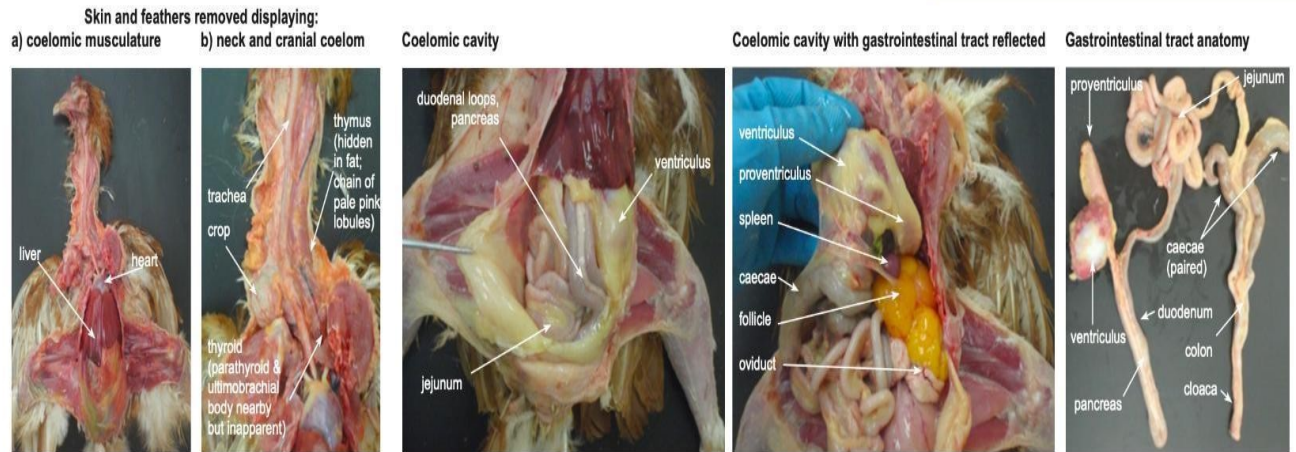 Skin and feathers removed displaying:
a) coelomic musculature
b) neck and cranial coelom
Coelomic cavity
Coelomic cavity with gastrointestinal tract reflected
Gastrointestinal tract anatomy
liver
heart
trachea
crop
thymus
(hidden
in fat;
chain of
pale pink
lobules)
thyroid
(parathyroid &
ultimobrachial
body nearby
but inapparent)
duodenal loops,
pancreas
ventriculus
jejunum
ventriculus
proventriculus
spleen
caecae
follicle
oviduct
proventriculus
jejunum
caecae
(paired)
ventriculus
duodenum
colon
pancreas
cloaca